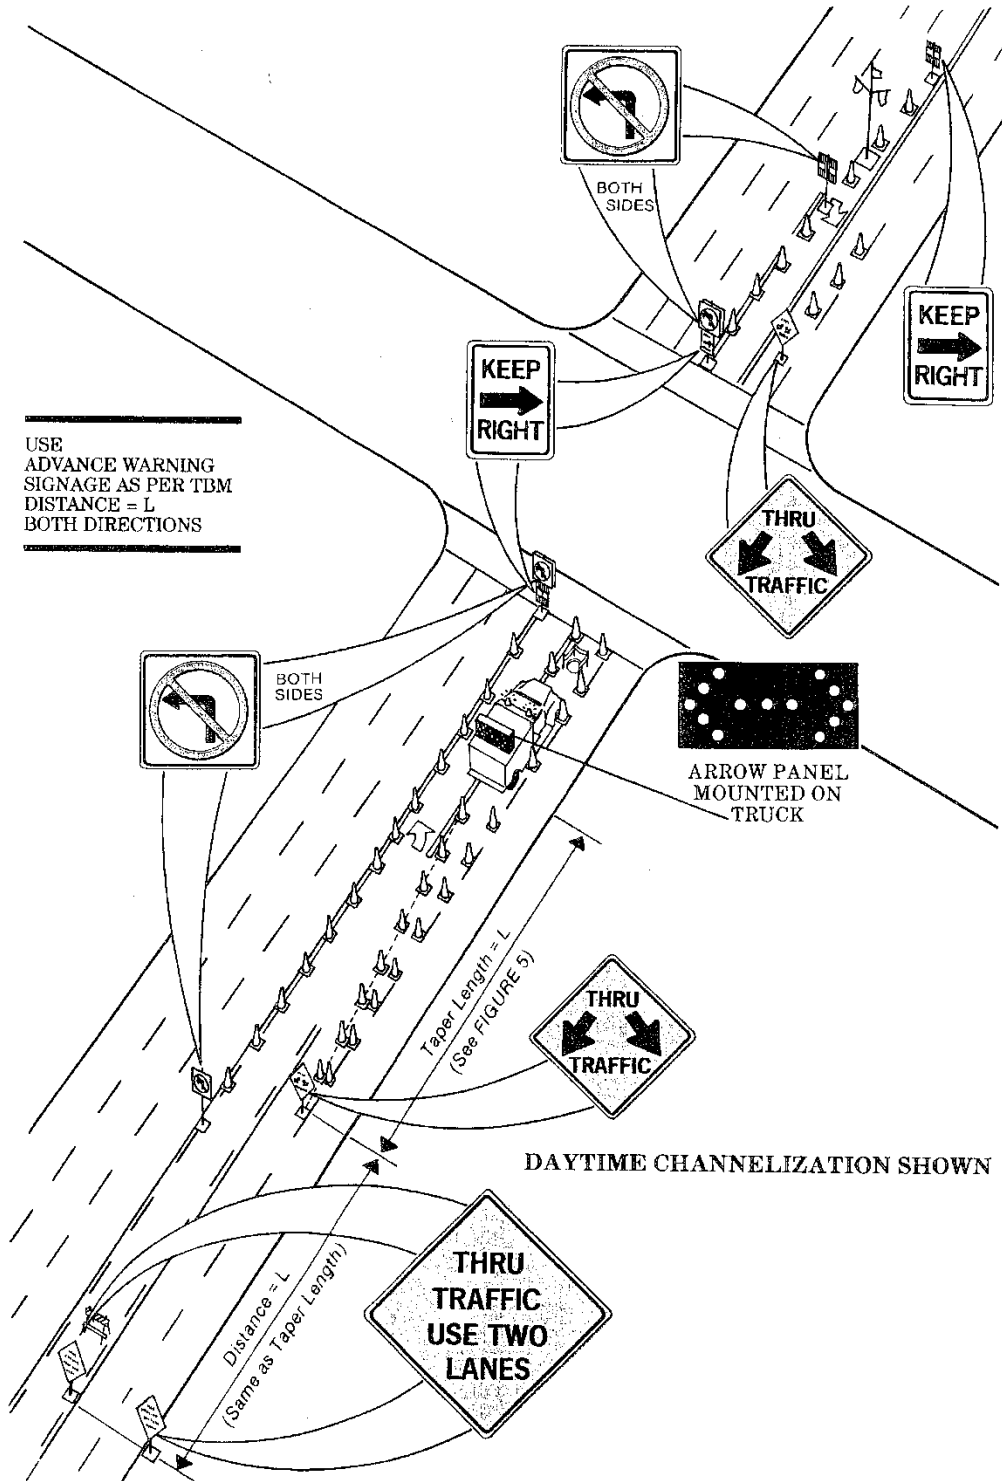 BOTH
SIDES
KEEP
RIGHT
KEEP
RIGHT
USE
ADVANCE WARNING
SIGNAGE AS PER TBM
DISTANCE = L
BOTH DIRECTIONS
THRU
TRAFFIC
BOTH
SIDES
ARROW PANEL
MOUNTED ON
TRUCK
Taper Length = L
(See FIGURE 5)
THRU
TRAFFIC
DAYTIME CHANNELIZATION SHOWN
Distance = L
(Same as Taper Length)
THRU
TRAFFIC
USE TWO
LANES